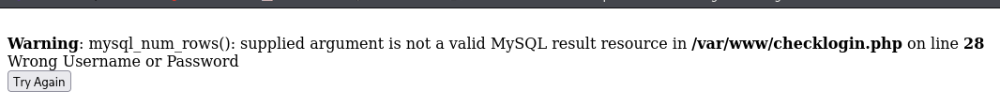 Warning: mysql_num_rows(): supplied argument is not a valid MySQL result resource in /var/www/checklogin.php on line 28
Wrong Username or Password
Try Again